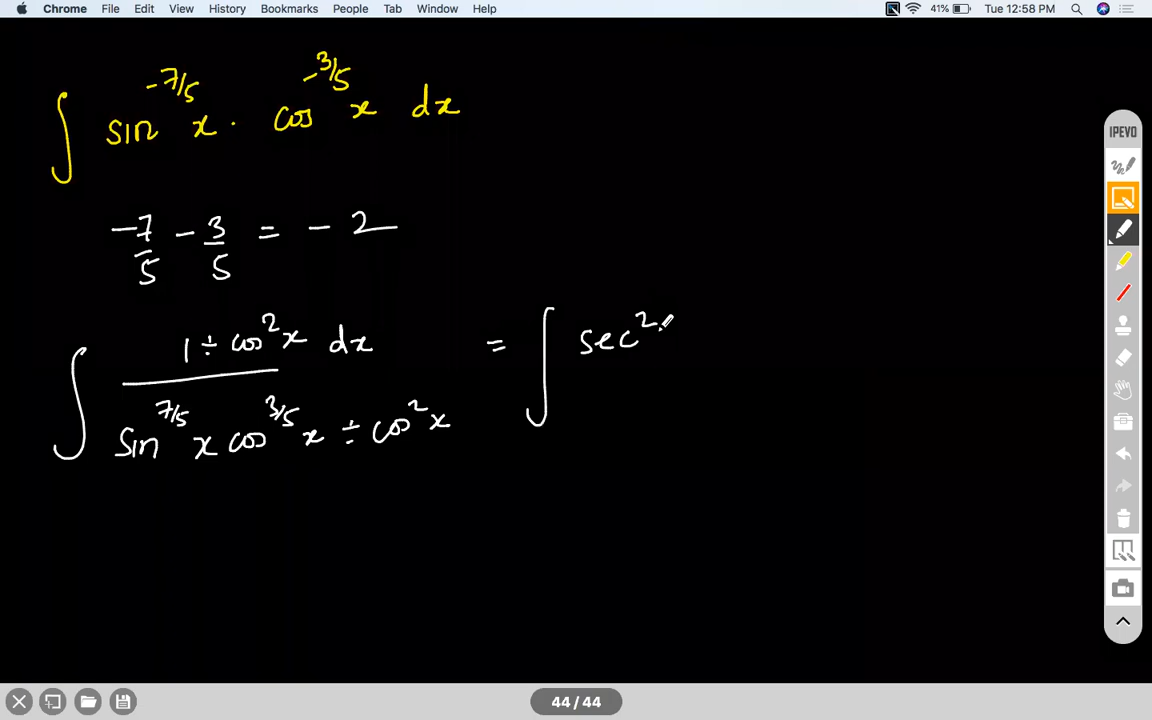 Chrome File Edit View History Bookmarks People Tab Window Help 41% Tue 12:58 PM
∫ sin^(-7/5) x · cos^(-3/5) x dx
IPEVO
-7/5 - 3/5 = - 2
∫ (1 ÷ cos² x dx) / (sin^(7/5) x cos^(3/5) x ÷ cos² x) = ∫ sec²
44 / 44